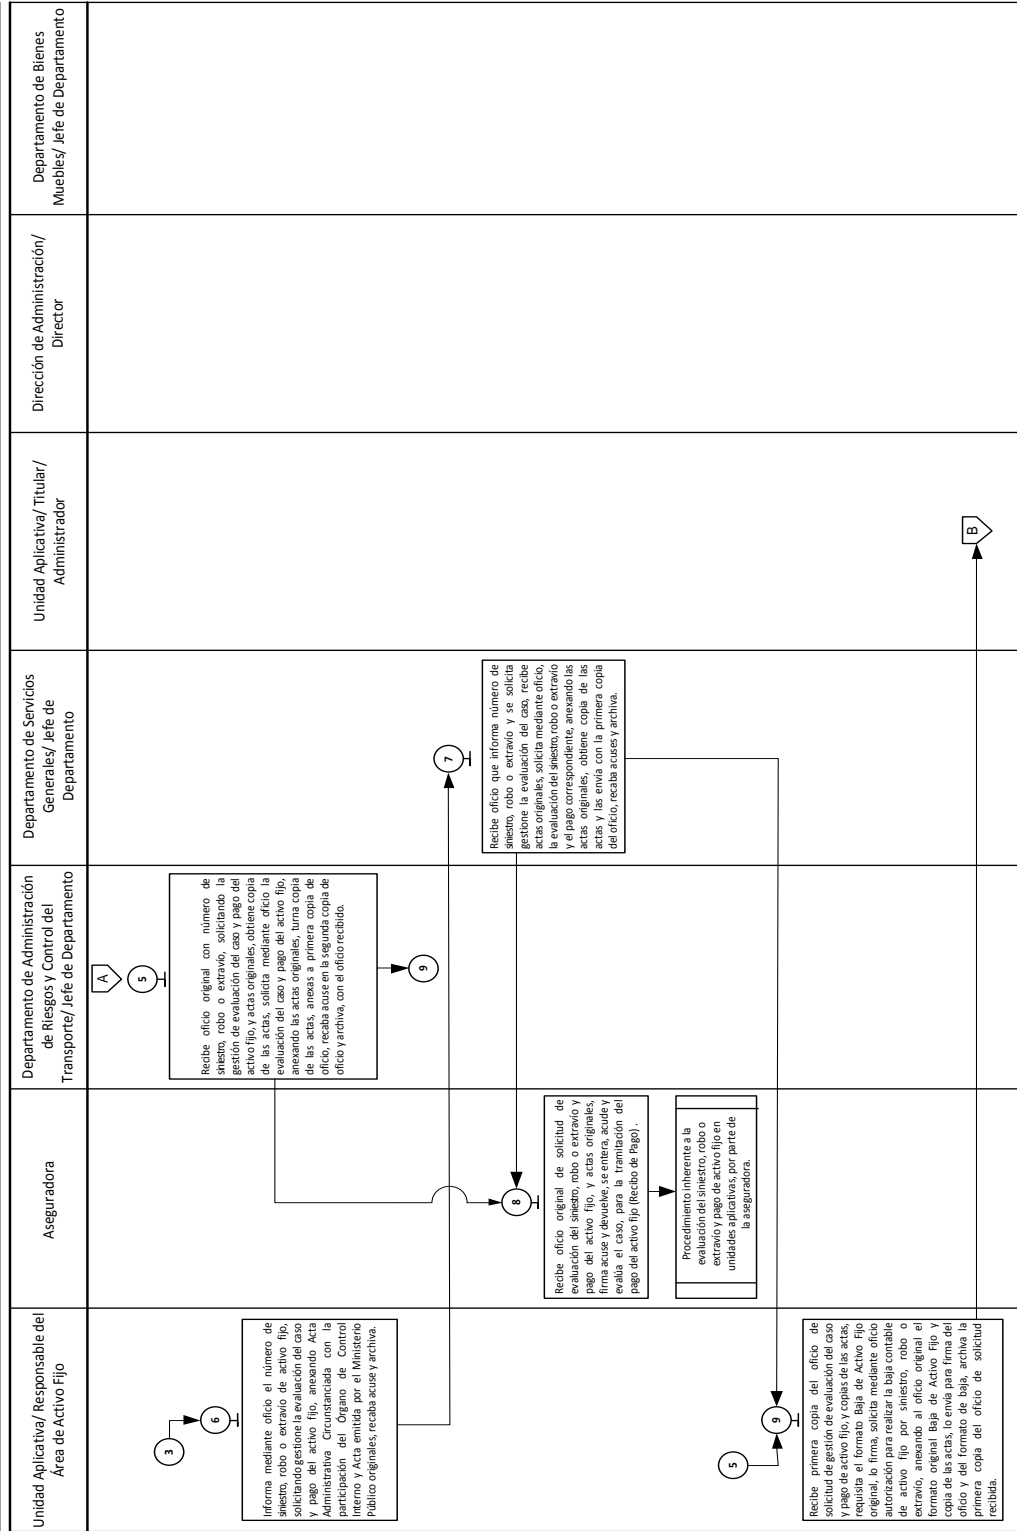 Unidad Aplicativa/ Responsable del
Área de Activo Fijo
Aseguradora
Departamento de Administración
de Riesgos y Control del
Transporte/ Jefe de Departamento
Departamento de Servicios
Generales/ Jefe de
Departamento
Unidad Aplicativa/ Titular/
Administrador
Dirección de Administración/
Director
Departamento de Bienes
Muebles/ Jefe de Departamento
A
5
Recibe oficio original con número de
siniestro, robo o extravío, solicitando la
gestión de evaluación del caso y pago del
activo fijo, y actas originales, obtiene copia
de las actas, solicita mediante oficio la
evaluación del caso y pago del activo fijo,
anexando las actas originales, turna copia
de las actas, anexas a primera copia de
oficio, recaba acuse en la segunda copia de
oficio y archiva, con el oficio recibido.
9
3
6
Informa mediante oficio el número de
siniestro, robo o extravío de activo fijo,
solicitando gestione la evaluación del caso
y pago del activo fijo, anexando Acta
Administrativa Circunstanciada con la
participación del Órgano de Control
Interno y Acta emitida por el Ministerio
Público originales, recaba acuse y archiva.
7
Recibe oficio que informa número de
siniestro, robo o extravío y se solicita
gestione la evaluación del caso, recibe
actas originales, solicita mediante oficio,
la evaluación del siniestro, robo o extravío
y el pago correspondiente, anexando las
actas originales, obtiene copia de las
actas y las envía con la primera copia
del oficio, recaba acuses y archiva.
8
Recibe oficio original de solicitud de
evaluación del siniestro, robo o extravío y
pago del activo fijo, y actas originales,
firma acuse y devuelve, se entera, acude y
evalúa el caso, para la tramitación del
pago del activo fijo (Recibo de Pago) .
Procedimiento inherente a la
evaluación del siniestro, robo o
extravío y pago de activo fijo en
unidades aplicativas, por parte de
la aseguradora.
5
9
Recibe primera copia del oficio de
solicitud de gestión de evaluación del caso
y pago de activo fijo, y copias de las actas,
requisita el formato Baja de Activo Fijo
original, lo firma, solicita mediante oficio
autorización para realizar la baja contable
de activo fijo por siniestro, robo o
extravío, anexando al oficio original el
formato original Baja de Activo Fijo y
copia de las actas, lo envía para firma del
oficio y del formato de baja, archiva la
primera copia del oficio de solicitud
recibida.
B